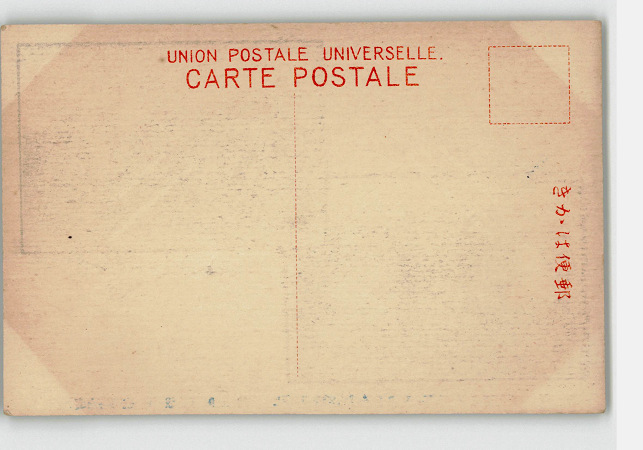 UNION POSTALE UNIVERSELLE.
CARTE POSTALE
きかは便郵